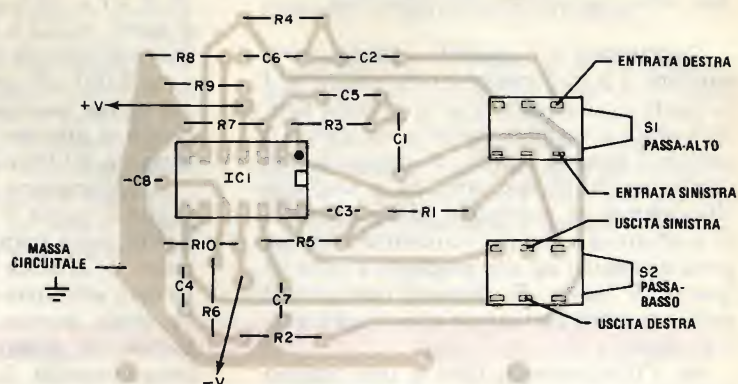 R4
R8
C6
C2
ENTRATA DESTRA
R9
C5
+V
R7
R3
C1
S1
PASSA-ALTO
IC1
C8
ENTRATA SINISTRA
C3
R1
USCITA SINISTRA
MASSA
CIRCUITALE
R10
R5
S2
PASSA-
BASSO
C4
R6
C7
USCITA DESTRA
R2
-V